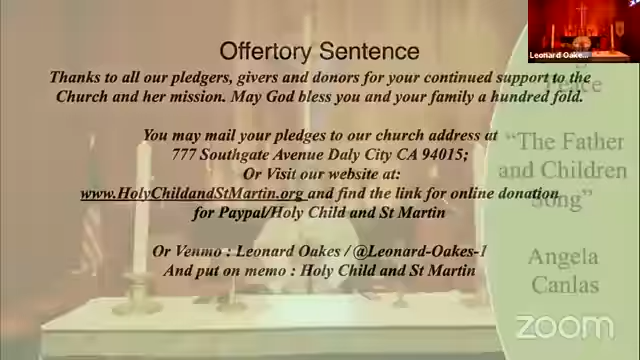 Offertory Sentence
Thanks to all our pledgers, givers and donors for your continued support to the
Church and her mission. May God bless you and your family a hundred fold.
You may mail your pledges to our church address at
777 Southgate Avenue Daly City CA 94015;
Or Visit our website at:
www.HolyChildandStMartin.org and find the link for online donation
for Paypal/Holy Child and St Martin
Or Venmo : Leonard Oakes / @Leonard-Oakes-1
And put on memo : Holy Child and St Martin
Leonard Oake...
Peace
“The Father
and Children
Song”
Angela
Canlas
zoom